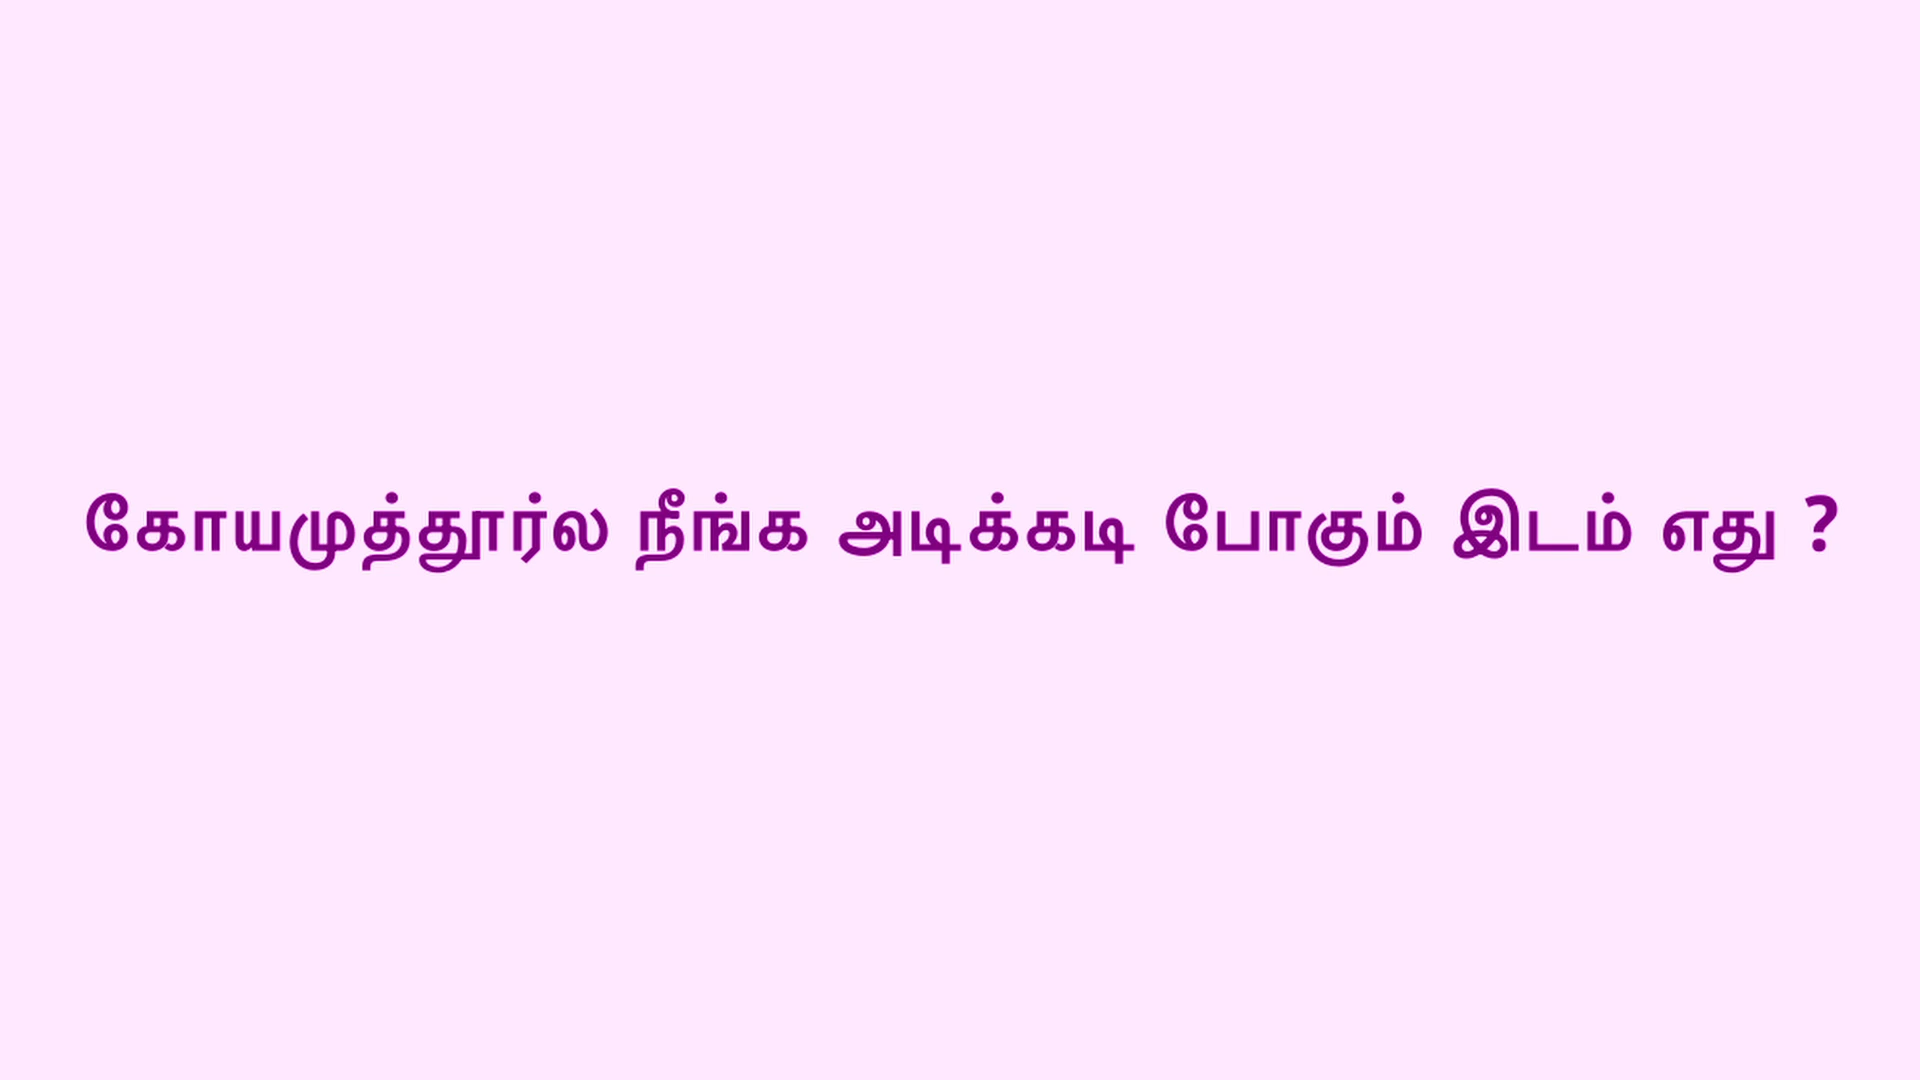 கோயமுத்தூர்ல நீங்க அடிக்கடி போகும் இடம் எது ?